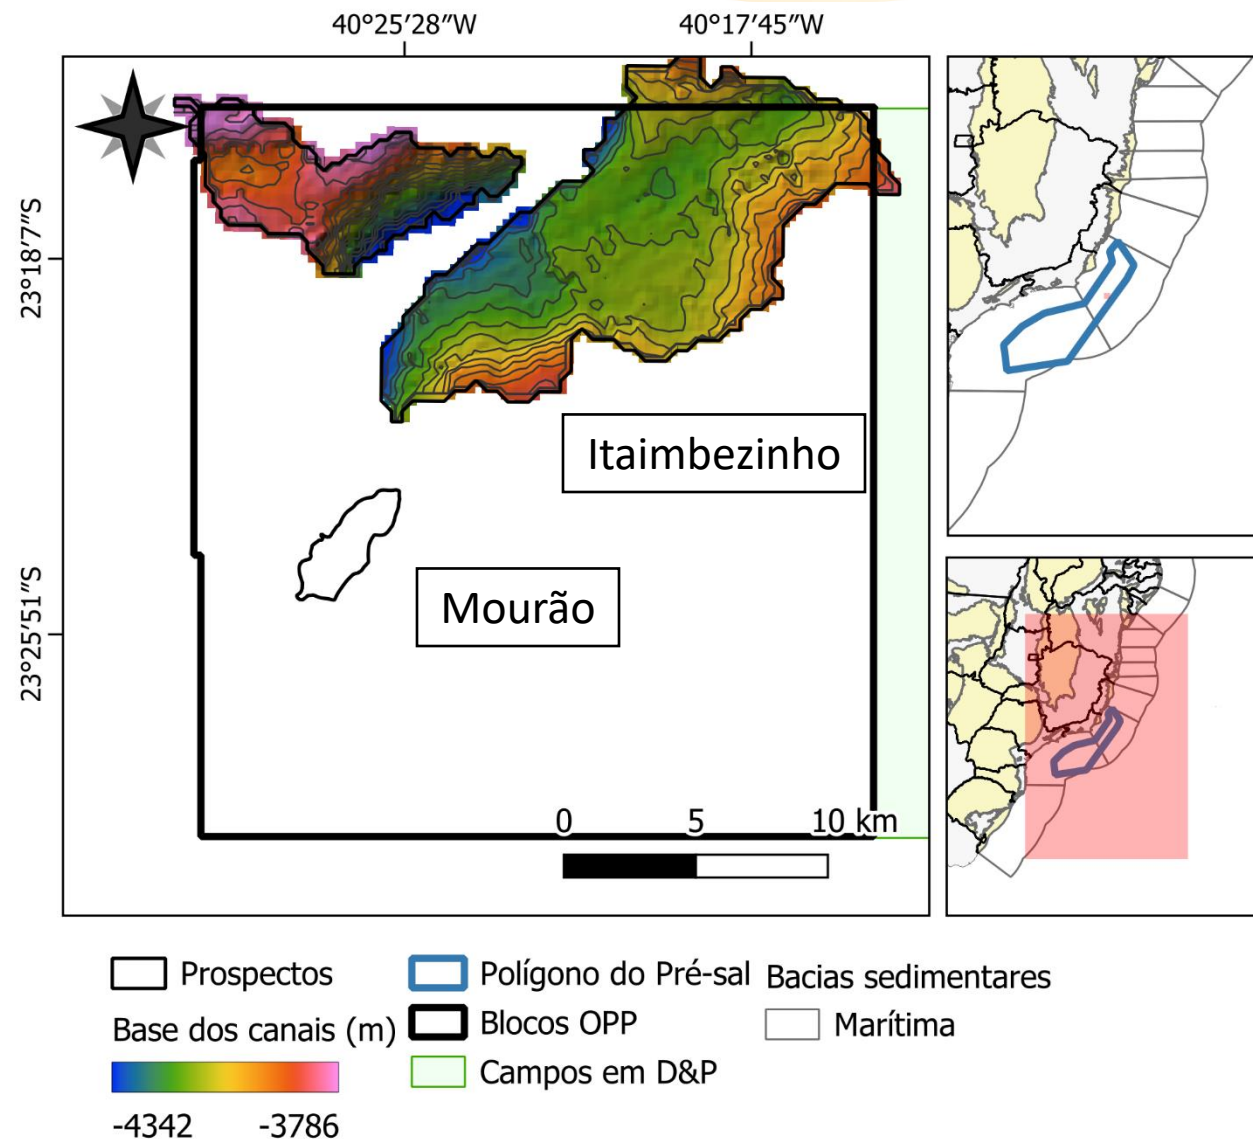 40°25′28″W
40°17′45″W
23°18′7″S
23°25′51″S
Itaimbezinho
Mourão
0 5 10 km
Prospectos
Polígono do Pré-sal
Bacias sedimentares
Base dos canais (m)
Blocos OPP
Marítima
Campos em D&P
-4342 -3786